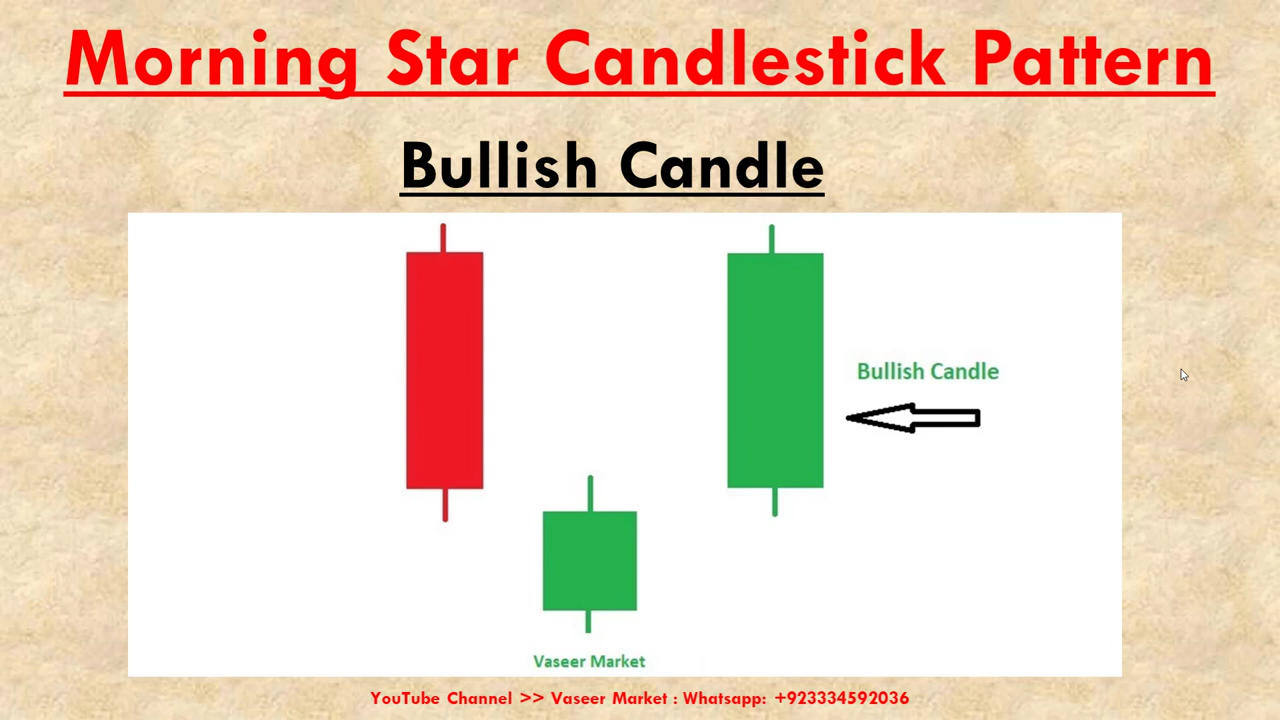 Morning Star Candlestick Pattern
Bullish Candle
Bullish Candle
Vaseer Market
YouTube Channel >> Vaseer Market : Whatsapp: +923334592036